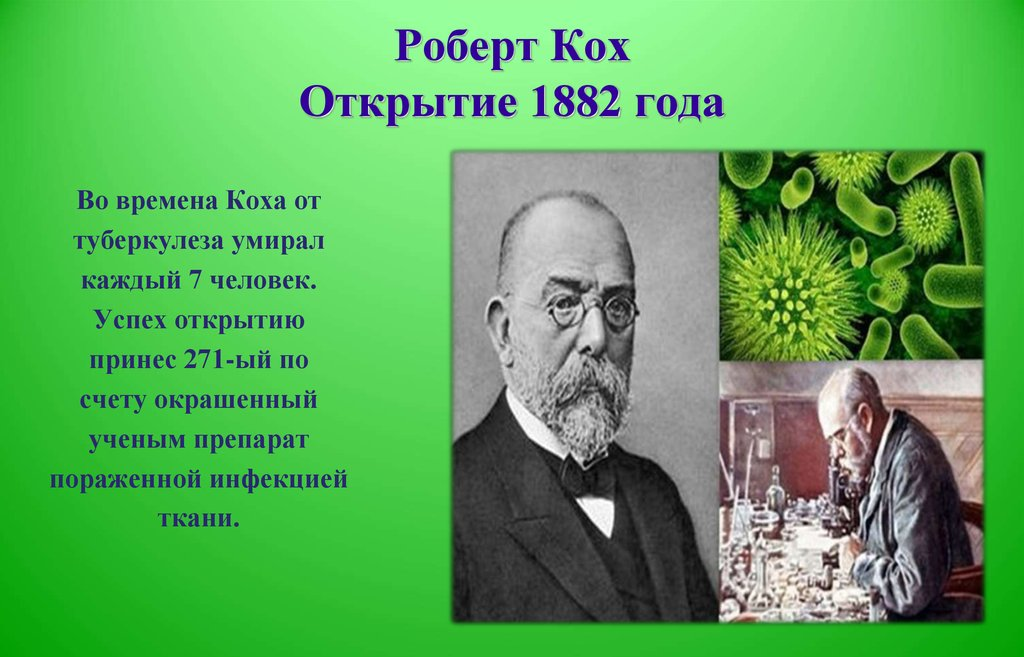 Роберт Кох
Открытие 1882 года
Во времена Коха от
туберкулеза умирал
каждый 7 человек.
Успех открытию
принес 271-ый по
счету окрашенный
ученым препарат
пораженной инфекцией
ткани.